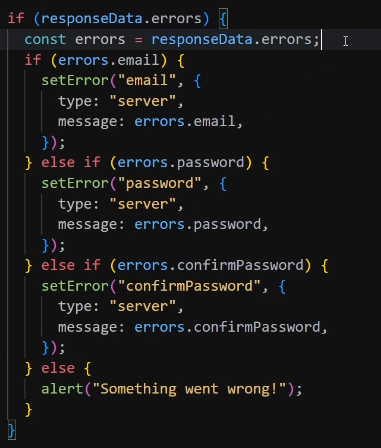 if (responseData.errors) {
const errors = responseData.errors;
if (errors.email) {
setError("email", {
type: "server",
message: errors.email,
});
} else if (errors.password) {
setError("password", {
type: "server",
message: errors.password,
});
} else if (errors.confirmPassword) {
setError("confirmPassword", {
type: "server",
message: errors.confirmPassword,
});
} else {
alert("Something went wrong!");
}
}